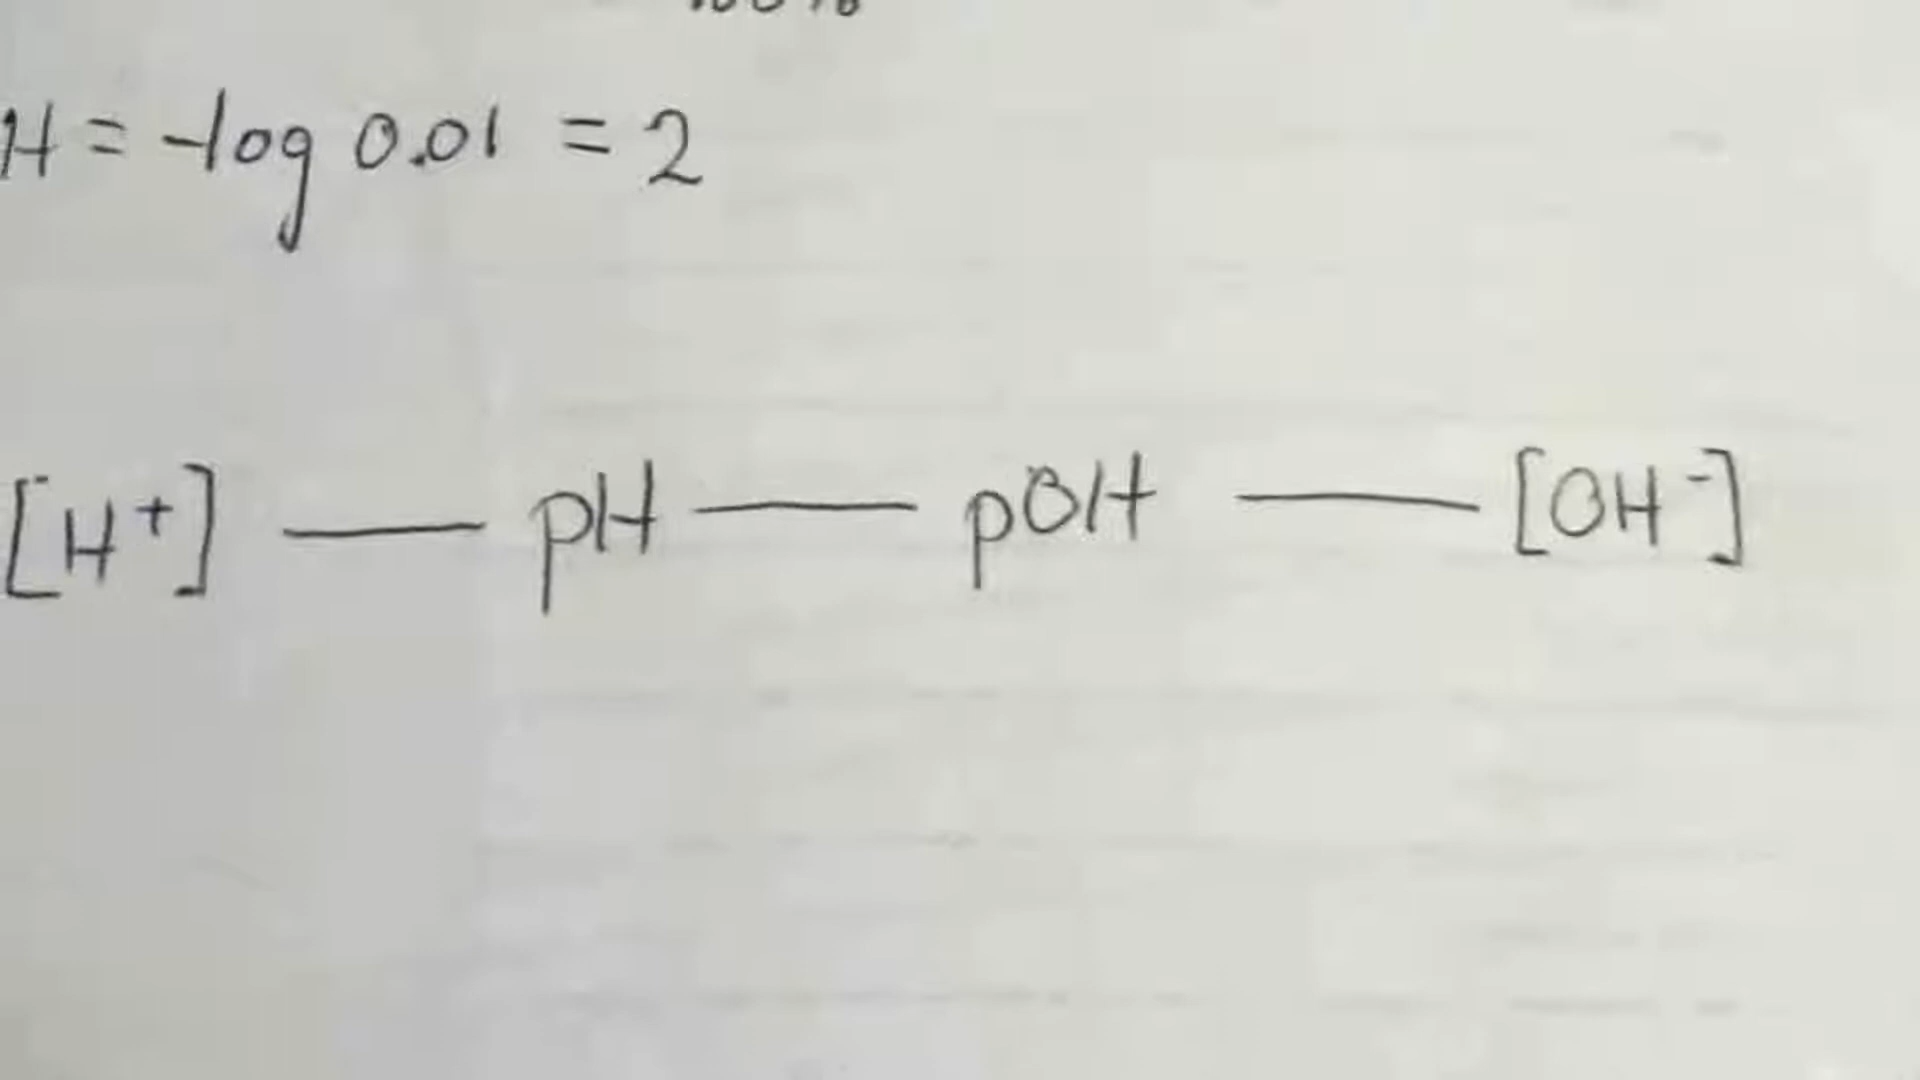 H = -log 0.01 = 2
[H⁺] — pH — pOH — [OH⁻]